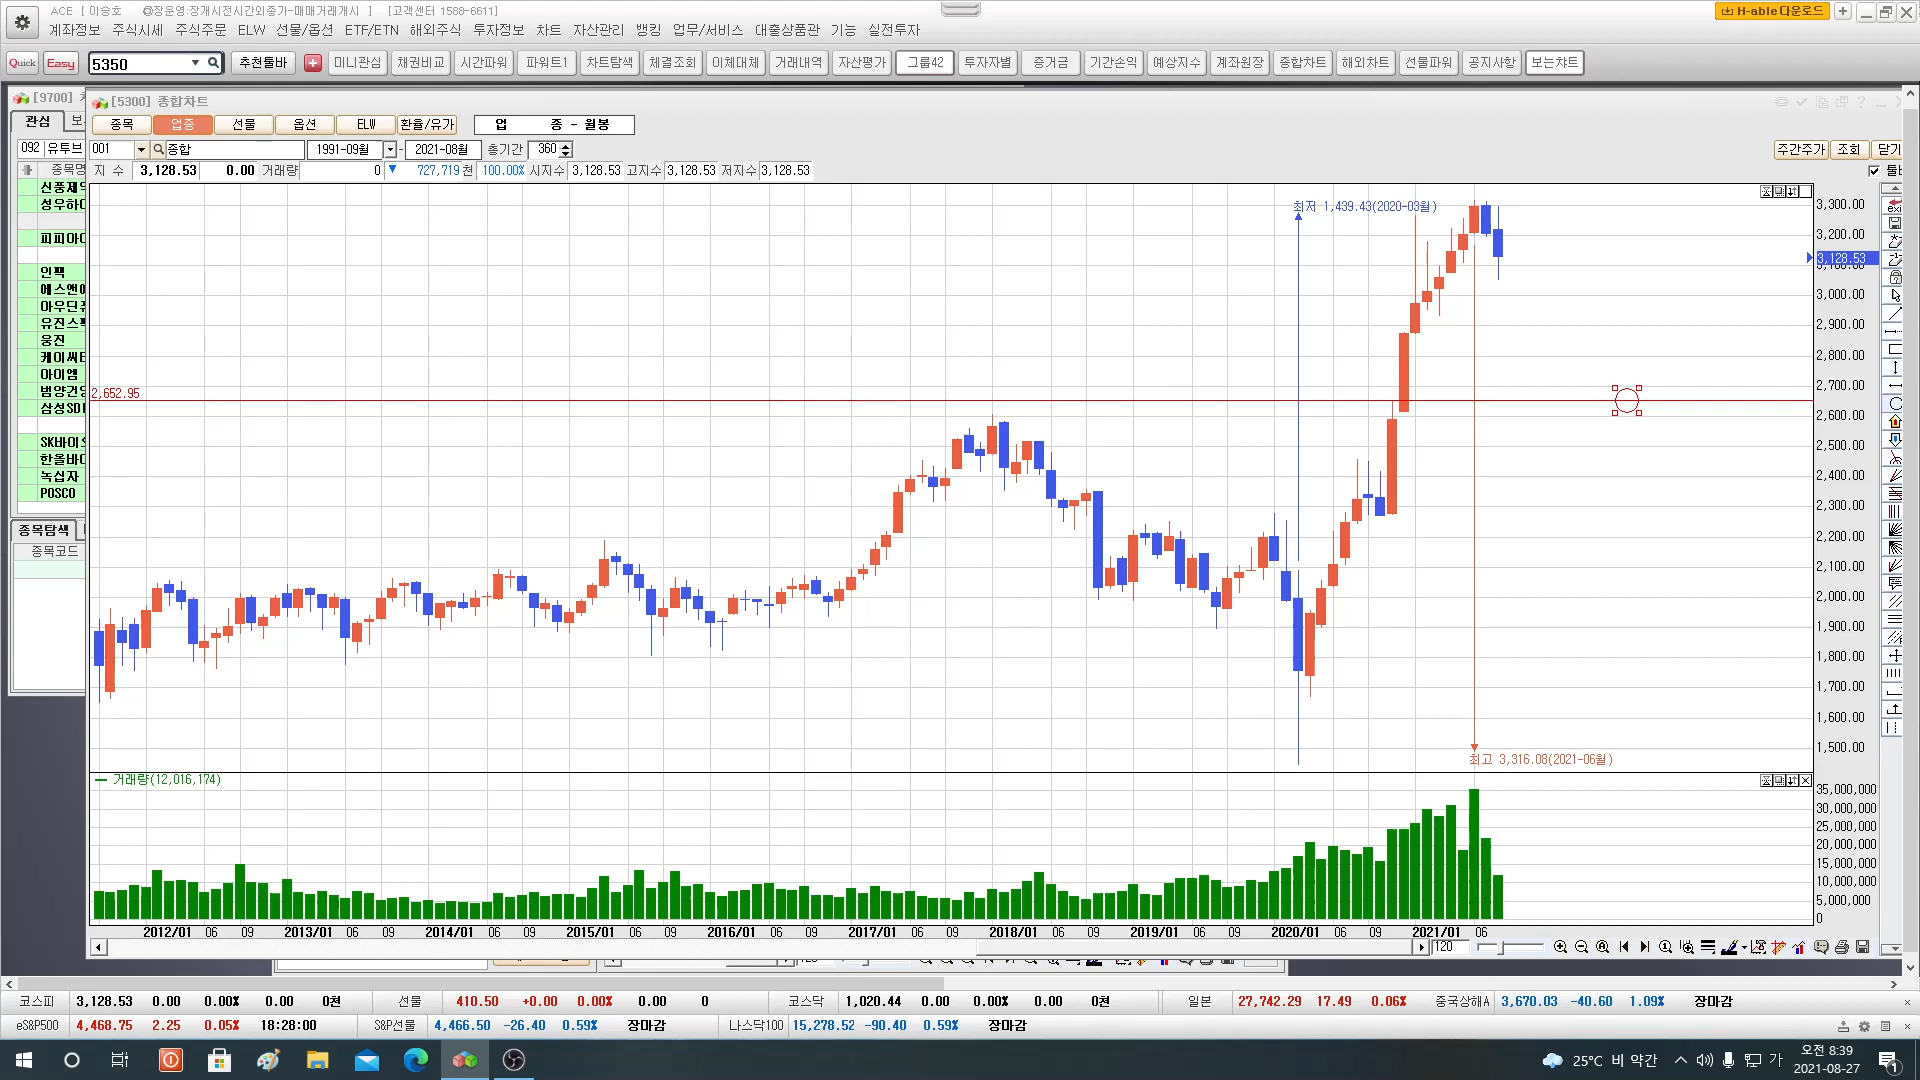 ACE [ 이승호 @장운영:장개시전시간외종가-매매거래개시 ] [고객센터 1588-6611]
H-able다운로드
계좌정보 주식시세 주식주문 ELW 선물/옵션 ETF/ETN 해외주식 투자정보 차트 자산관리 뱅킹 업무/서비스 대출상품관 기능 실전투자
Quick Easy 5350 추천툴바 미니관심 채권비교 시간파워 파워트1 차트탐색 체결조회 이체대체 거래내역 자산평가 그룹42 투자자별 증거금 기간손익 예상지수 계좌원장 종합차트 해외차트 선물파워 공지사항 보는챠트
[9700]
[5300] 종합차트
관심
종목 업종 선물 옵션 ELW 환율/유가 업 종 - 월봉
092 유투브 001 종합 1991-09월 - 2021-08월 총기간 360 주간주가 조회 닫기
종목명 지 수 3,128.53 0.00 거래량 0 ▼ 727,719천 100.00% 시지수 3,128.53 고지수 3,128.53 저지수 3,128.53
신풍제약
성우하이
피피아이
인팩
에스앤에
아우딘퓨
유진스팩
웅진
케이씨티
아이엠
범양건영
삼성SDI
SK바이오
한올바이
녹십자
POSCO
종목탐색
종목코드
최저 1,439.43(2020-03월)
2,652.95
최고 3,316.08(2021-06월)
3,300.00
3,200.00
3,128.53
3,000.00
2,900.00
2,800.00
2,700.00
2,600.00
2,500.00
2,400.00
2,300.00
2,200.00
2,100.00
2,000.00
1,900.00
1,800.00
1,700.00
1,600.00
1,500.00
거래량(12,016,174)
35,000,000
30,000,000
25,000,000
20,000,000
15,000,000
10,000,000
5,000,000
0
2012/01 06 09 2013/01 06 09 2014/01 06 09 2015/01 06 09 2016/01 06 09 2017/01 06 09 2018/01 06 09 2019/01 06 09 2020/01 06 09 2021/01 06
120
코스피 3,128.53 0.00 0.00% 0.00 0천 선물 410.50 +0.00 0.00% 0.00 0 코스닥 1,020.44 0.00 0.00% 0.00 0천 일본 27,742.29 17.49 0.06% 중국상해A 3,670.03 -40.60 1.09% 장마감
eS&P500 4,468.75 2.25 0.05% 18:28:00 S&P선물 4,466.50 -26.40 0.59% 장마감 나스닥100 15,278.52 -90.40 0.59% 장마감
25°C 비 약간 가 오전 8:39
2021-08-27
1